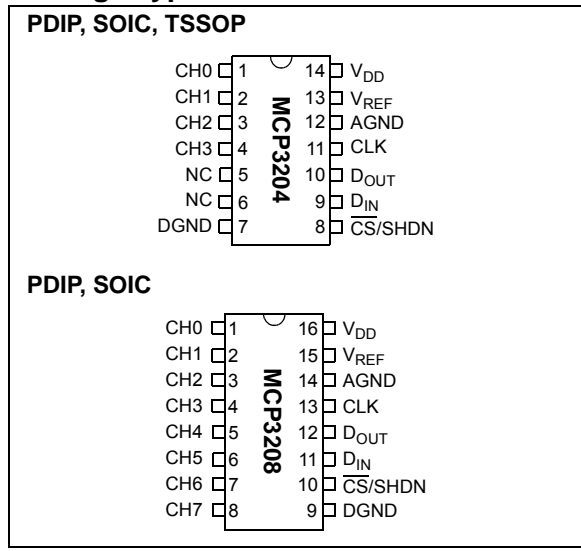 PDIP, SOIC, TSSOP
CH0 1 14 VDD
CH1 2 13 VREF
CH2 3 12 AGND
CH3 4 11 CLK
NC 5 10 DOUT
NC 6 9 DIN
DGND 7 8 CS/SHDN
MCP3204
PDIP, SOIC
CH0 1 16 VDD
CH1 2 15 VREF
CH2 3 14 AGND
CH3 4 13 CLK
CH4 5 12 DOUT
CH5 6 11 DIN
CH6 7 10 CS/SHDN
CH7 8 9 DGND
MCP3208